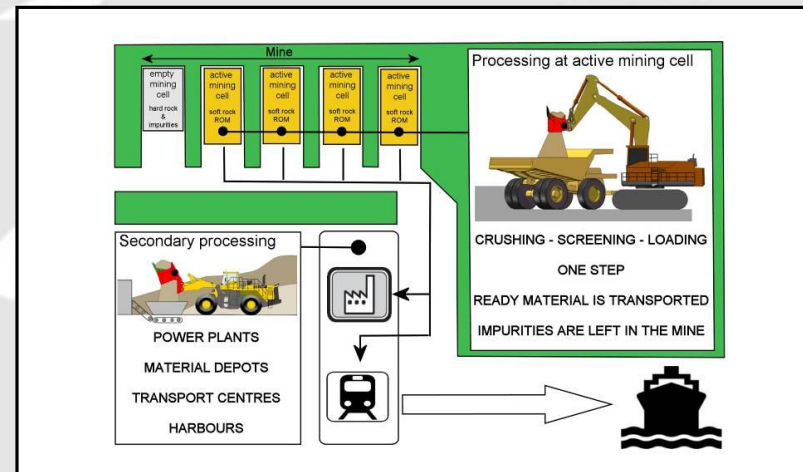 Mine
empty
mining
cell
hard rock
&
impurities
active
mining
cell
soft rock
ROM
active
mining
cell
soft rock
ROM
active
mining
cell
soft rock
ROM
active
mining
cell
soft rock
ROM
Processing at active mining cell
CRUSHING - SCREENING - LOADING
ONE STEP
READY MATERIAL IS TRANSPORTED
IMPURITIES ARE LEFT IN THE MINE
Secondary processing
POWER PLANTS
MATERIAL DEPOTS
TRANSPORT CENTRES
HARBOURS